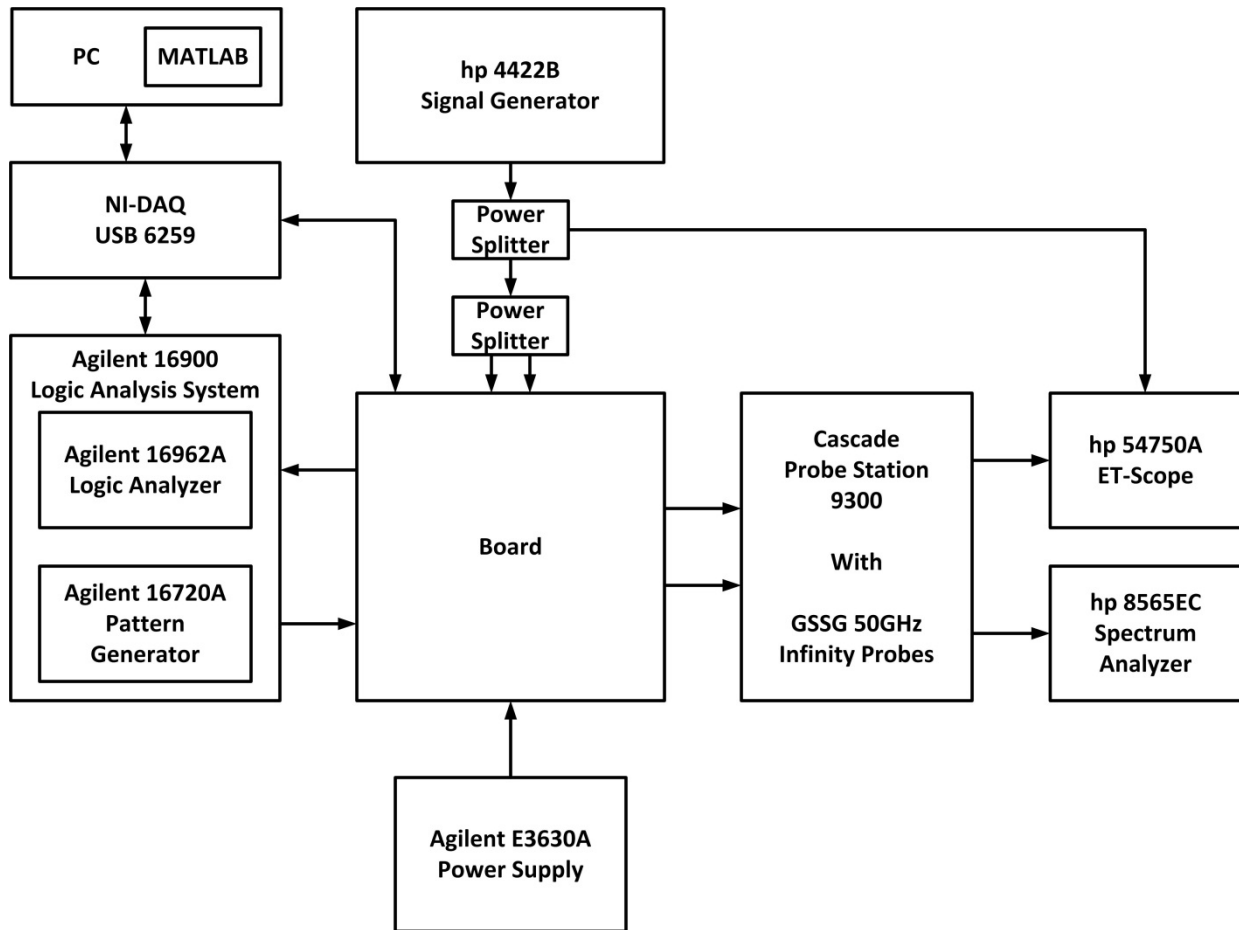 PC
MATLAB
hp 4422B
Signal Generator
NI-DAQ
USB 6259
Power
Splitter
Power
Splitter
Agilent 16900
Logic Analysis System
Agilent 16962A
Logic Analyzer
Agilent 16720A
Pattern
Generator
Board
Cascade
Probe Station
9300
With
GSSG 50GHz
Infinity Probes
hp 54750A
ET-Scope
hp 8565EC
Spectrum
Analyzer
Agilent E3630A
Power Supply